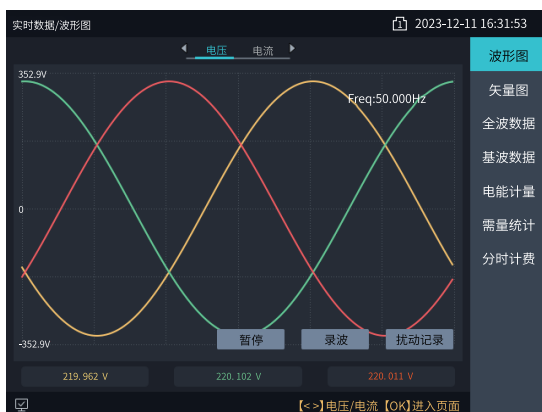 实时数据/波形图
1 2023-12-11 16:31:53
电压 电流
352.9V
Freq:50.000Hz
0
-352.9V
暂停 录波 扰动记录
219.962 V 220.102 V 220.011 V
【< >】电压/电流【OK】进入页面
波形图
矢量图
全波数据
基波数据
电能计量
需量统计
分时计费